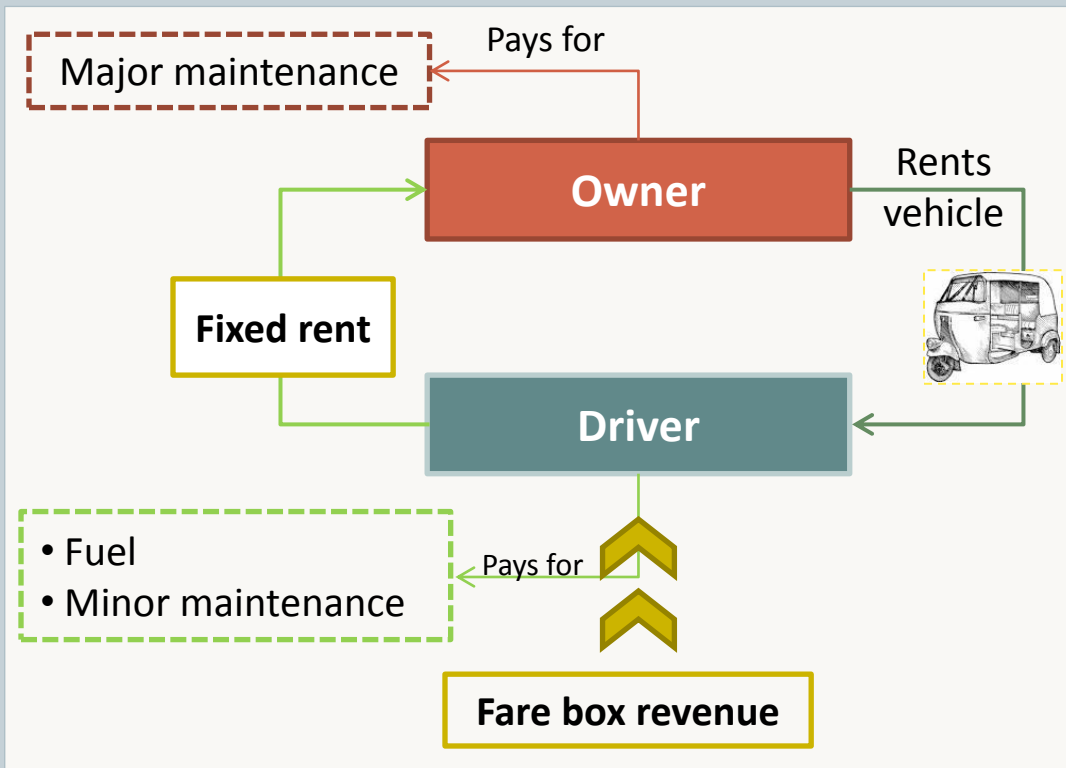 Pays for
Major maintenance
Owner
Rents
vehicle
Fixed rent
Driver
• Fuel
• Minor maintenance
Pays for
Fare box revenue